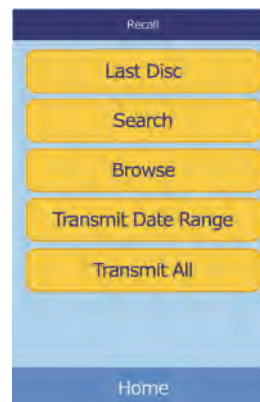 Recall
Last Disc
Search
Browse
Transmit Date Range
Transmit All
Home